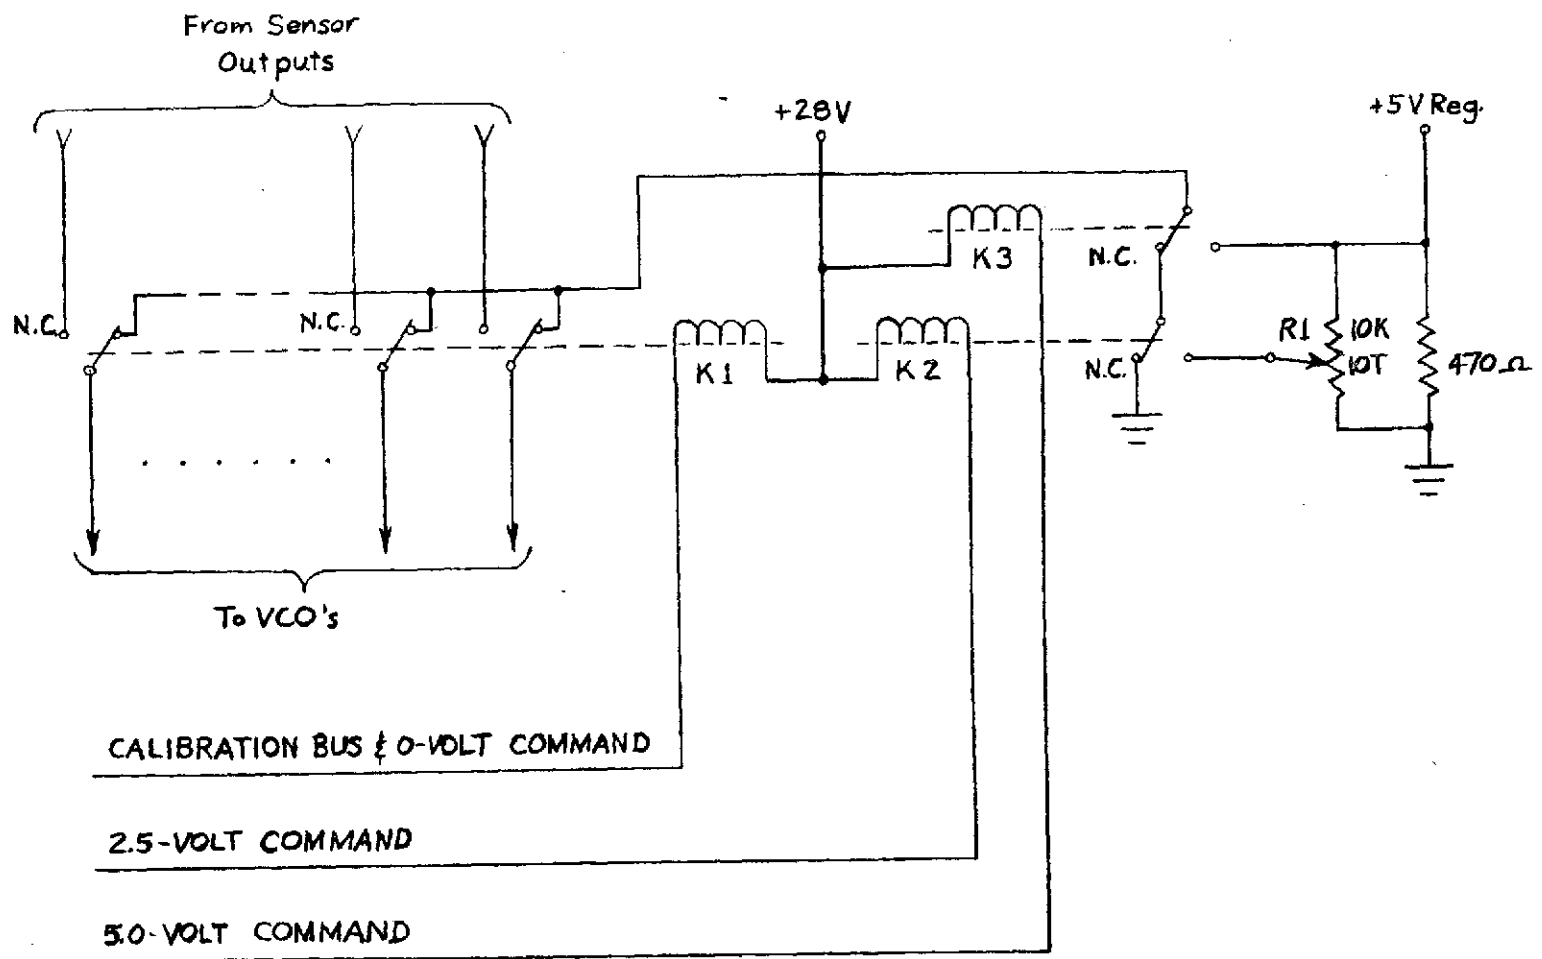 From Sensor
Outputs
+28V
+5V Reg.
K3
N.C.
N.C.
N.C.
K1
K2
N.C.
R1
10K
10T
470Ω
To VCO's
CALIBRATION BUS & 0-VOLT COMMAND
2.5-VOLT COMMAND
5.0-VOLT COMMAND